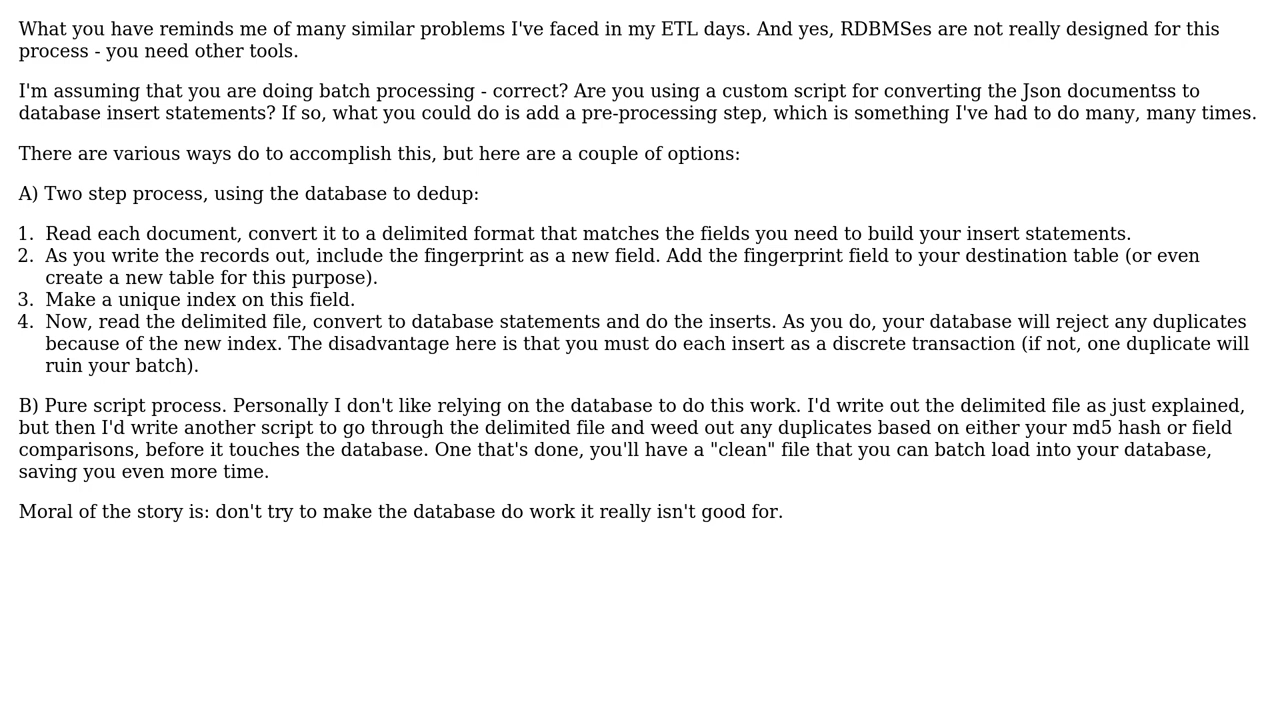 What you have reminds me of many similar problems I've faced in my ETL days. And yes, RDBMSes are not really designed for this
process - you need other tools.
I'm assuming that you are doing batch processing - correct? Are you using a custom script for converting the Json documentss to
database insert statements? If so, what you could do is add a pre-processing step, which is something I've had to do many, many times.
There are various ways do to accomplish this, but here are a couple of options:
A) Two step process, using the database to dedup:
1. Read each document, convert it to a delimited format that matches the fields you need to build your insert statements.
2. As you write the records out, include the fingerprint as a new field. Add the fingerprint field to your destination table (or even
create a new table for this purpose).
3. Make a unique index on this field.
4. Now, read the delimited file, convert to database statements and do the inserts. As you do, your database will reject any duplicates
because of the new index. The disadvantage here is that you must do each insert as a discrete transaction (if not, one duplicate will
ruin your batch).
B) Pure script process. Personally I don't like relying on the database to do this work. I'd write out the delimited file as just explained,
but then I'd write another script to go through the delimited file and weed out any duplicates based on either your md5 hash or field
comparisons, before it touches the database. One that's done, you'll have a "clean" file that you can batch load into your database,
saving you even more time.
Moral of the story is: don't try to make the database do work it really isn't good for.